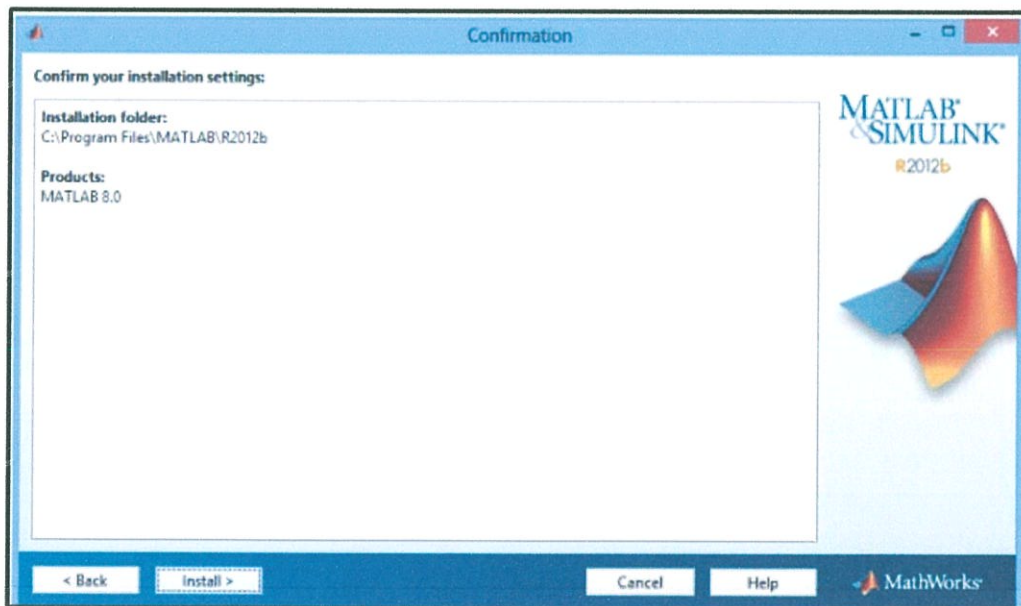 Confirmation
Confirm your installation settings:
Installation folder:
C:\Program Files\MATLAB\R2012b
Products:
MATLAB 8.0
MATLAB®
&SIMULINK®
R2012b
< Back
Install >
Cancel
Help
MathWorks®